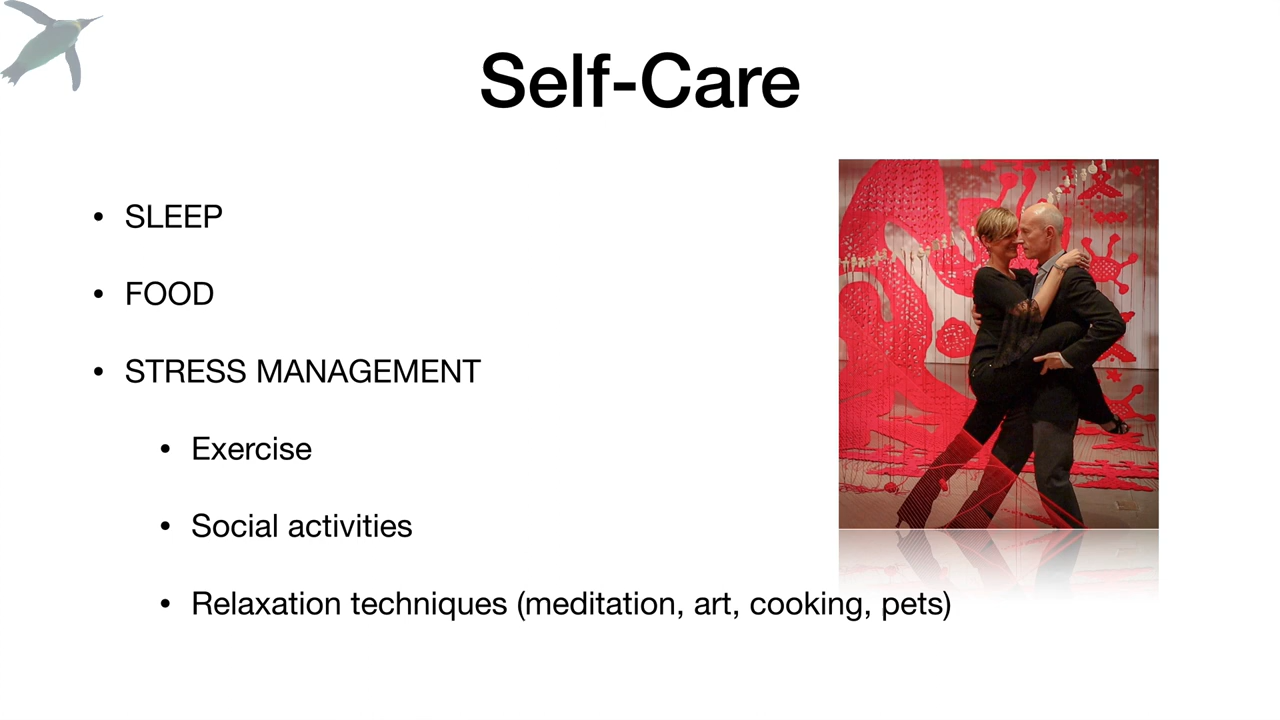 Self-Care
• SLEEP
• FOOD
• STRESS MANAGEMENT
• Exercise
• Social activities
• Relaxation techniques (meditation, art, cooking, pets)